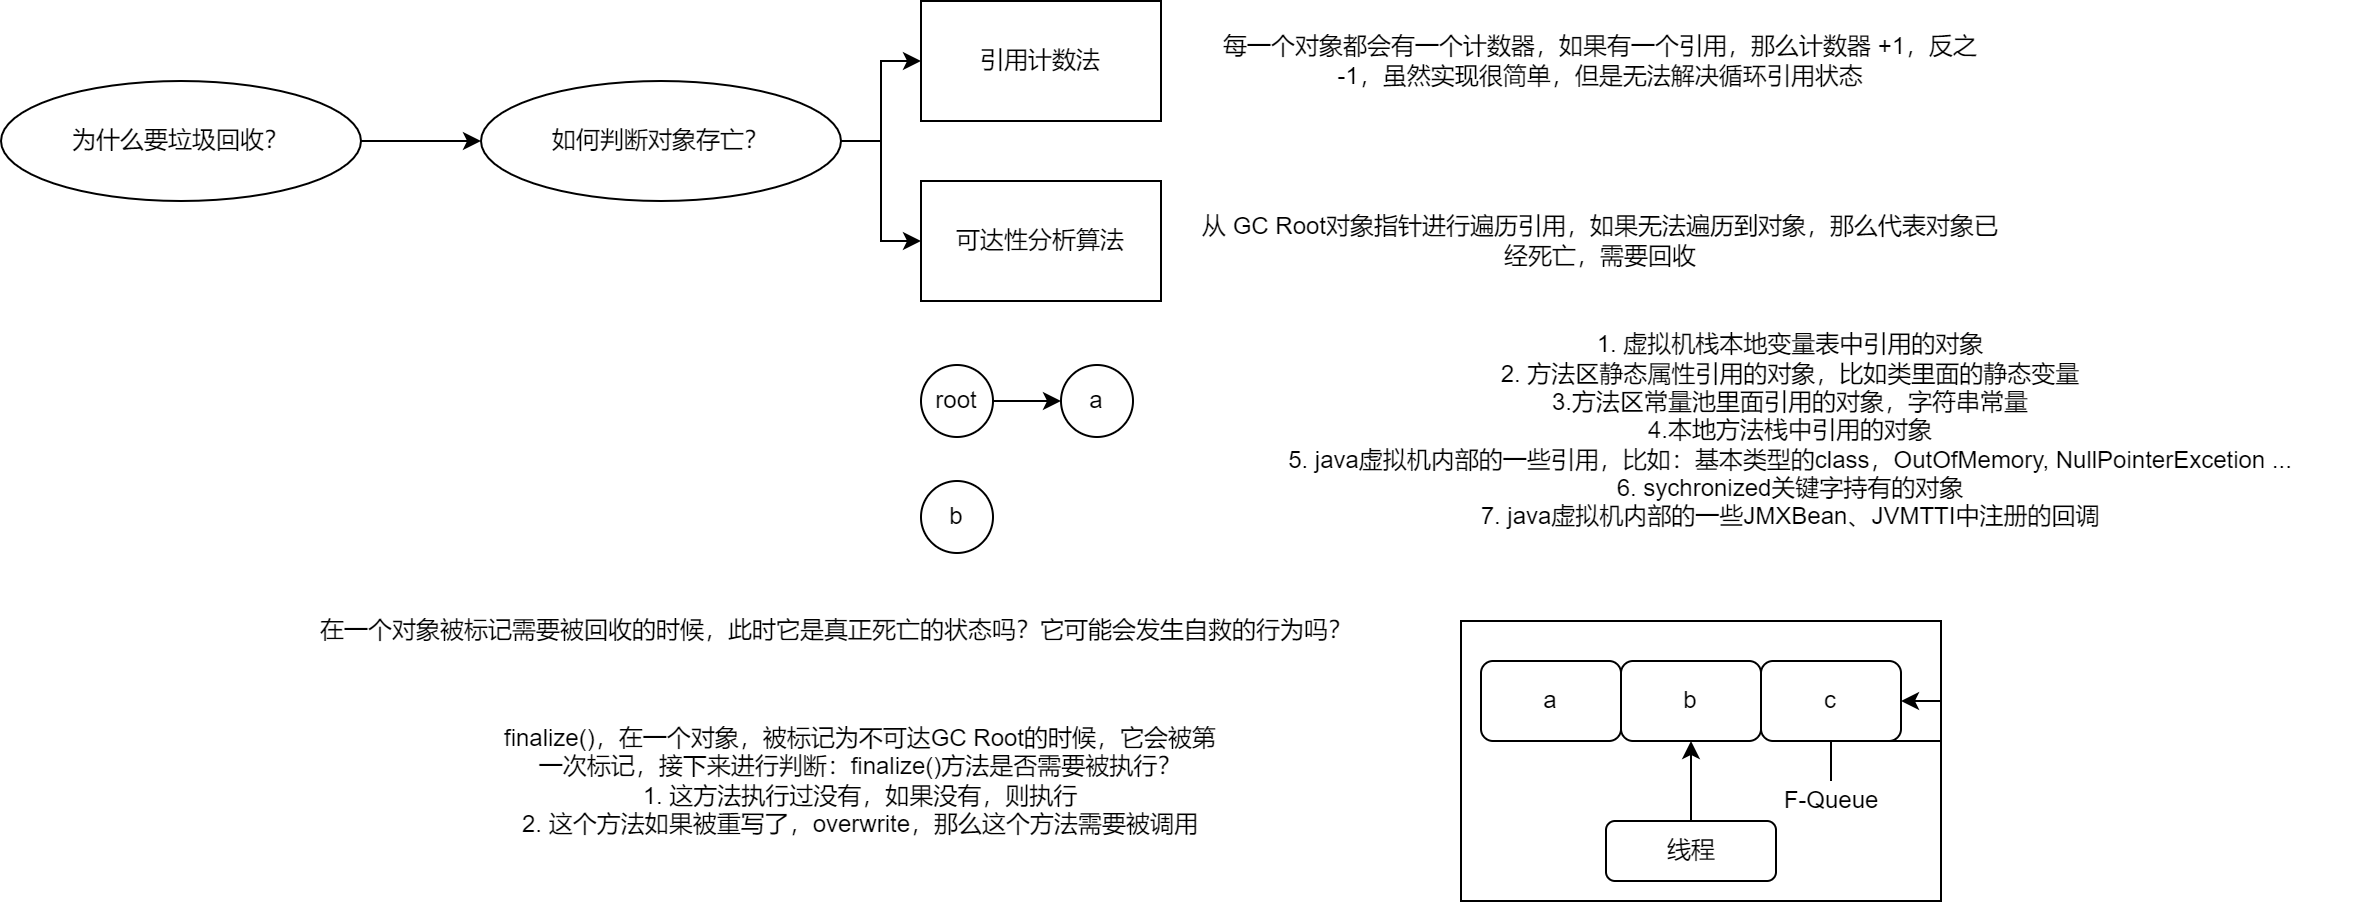 为什么要垃圾回收？
如何判断对象存亡？
引用计数法
每一个对象都会有一个计数器，如果有一个引用，那么计数器 +1，反之
-1，虽然实现很简单，但是无法解决循环引用状态
可达性分析算法
从 GC Root对象指针进行遍历引用，如果无法遍历到对象，那么代表对象已
经死亡，需要回收
root
a
b
1. 虚拟机栈本地变量表中引用的对象
2. 方法区静态属性引用的对象，比如类里面的静态变量
3.方法区常量池里面引用的对象，字符串常量
4.本地方法栈中引用的对象
5. java虚拟机内部的一些引用，比如：基本类型的class，OutOfMemory, NullPointerExcetion ...
6. sychronized关键字持有的对象
7. java虚拟机内部的一些JMXBean、JVMTTI中注册的回调
在一个对象被标记需要被回收的时候，此时它是真正死亡的状态吗？它可能会发生自救的行为吗？
finalize()，在一个对象，被标记为不可达GC Root的时候，它会被第
一次标记，接下来进行判断：finalize()方法是否需要被执行？
1. 这方法执行过没有，如果没有，则执行
2. 这个方法如果被重写了，overwrite，那么这个方法需要被调用
a
b
c
F-Queue
线程